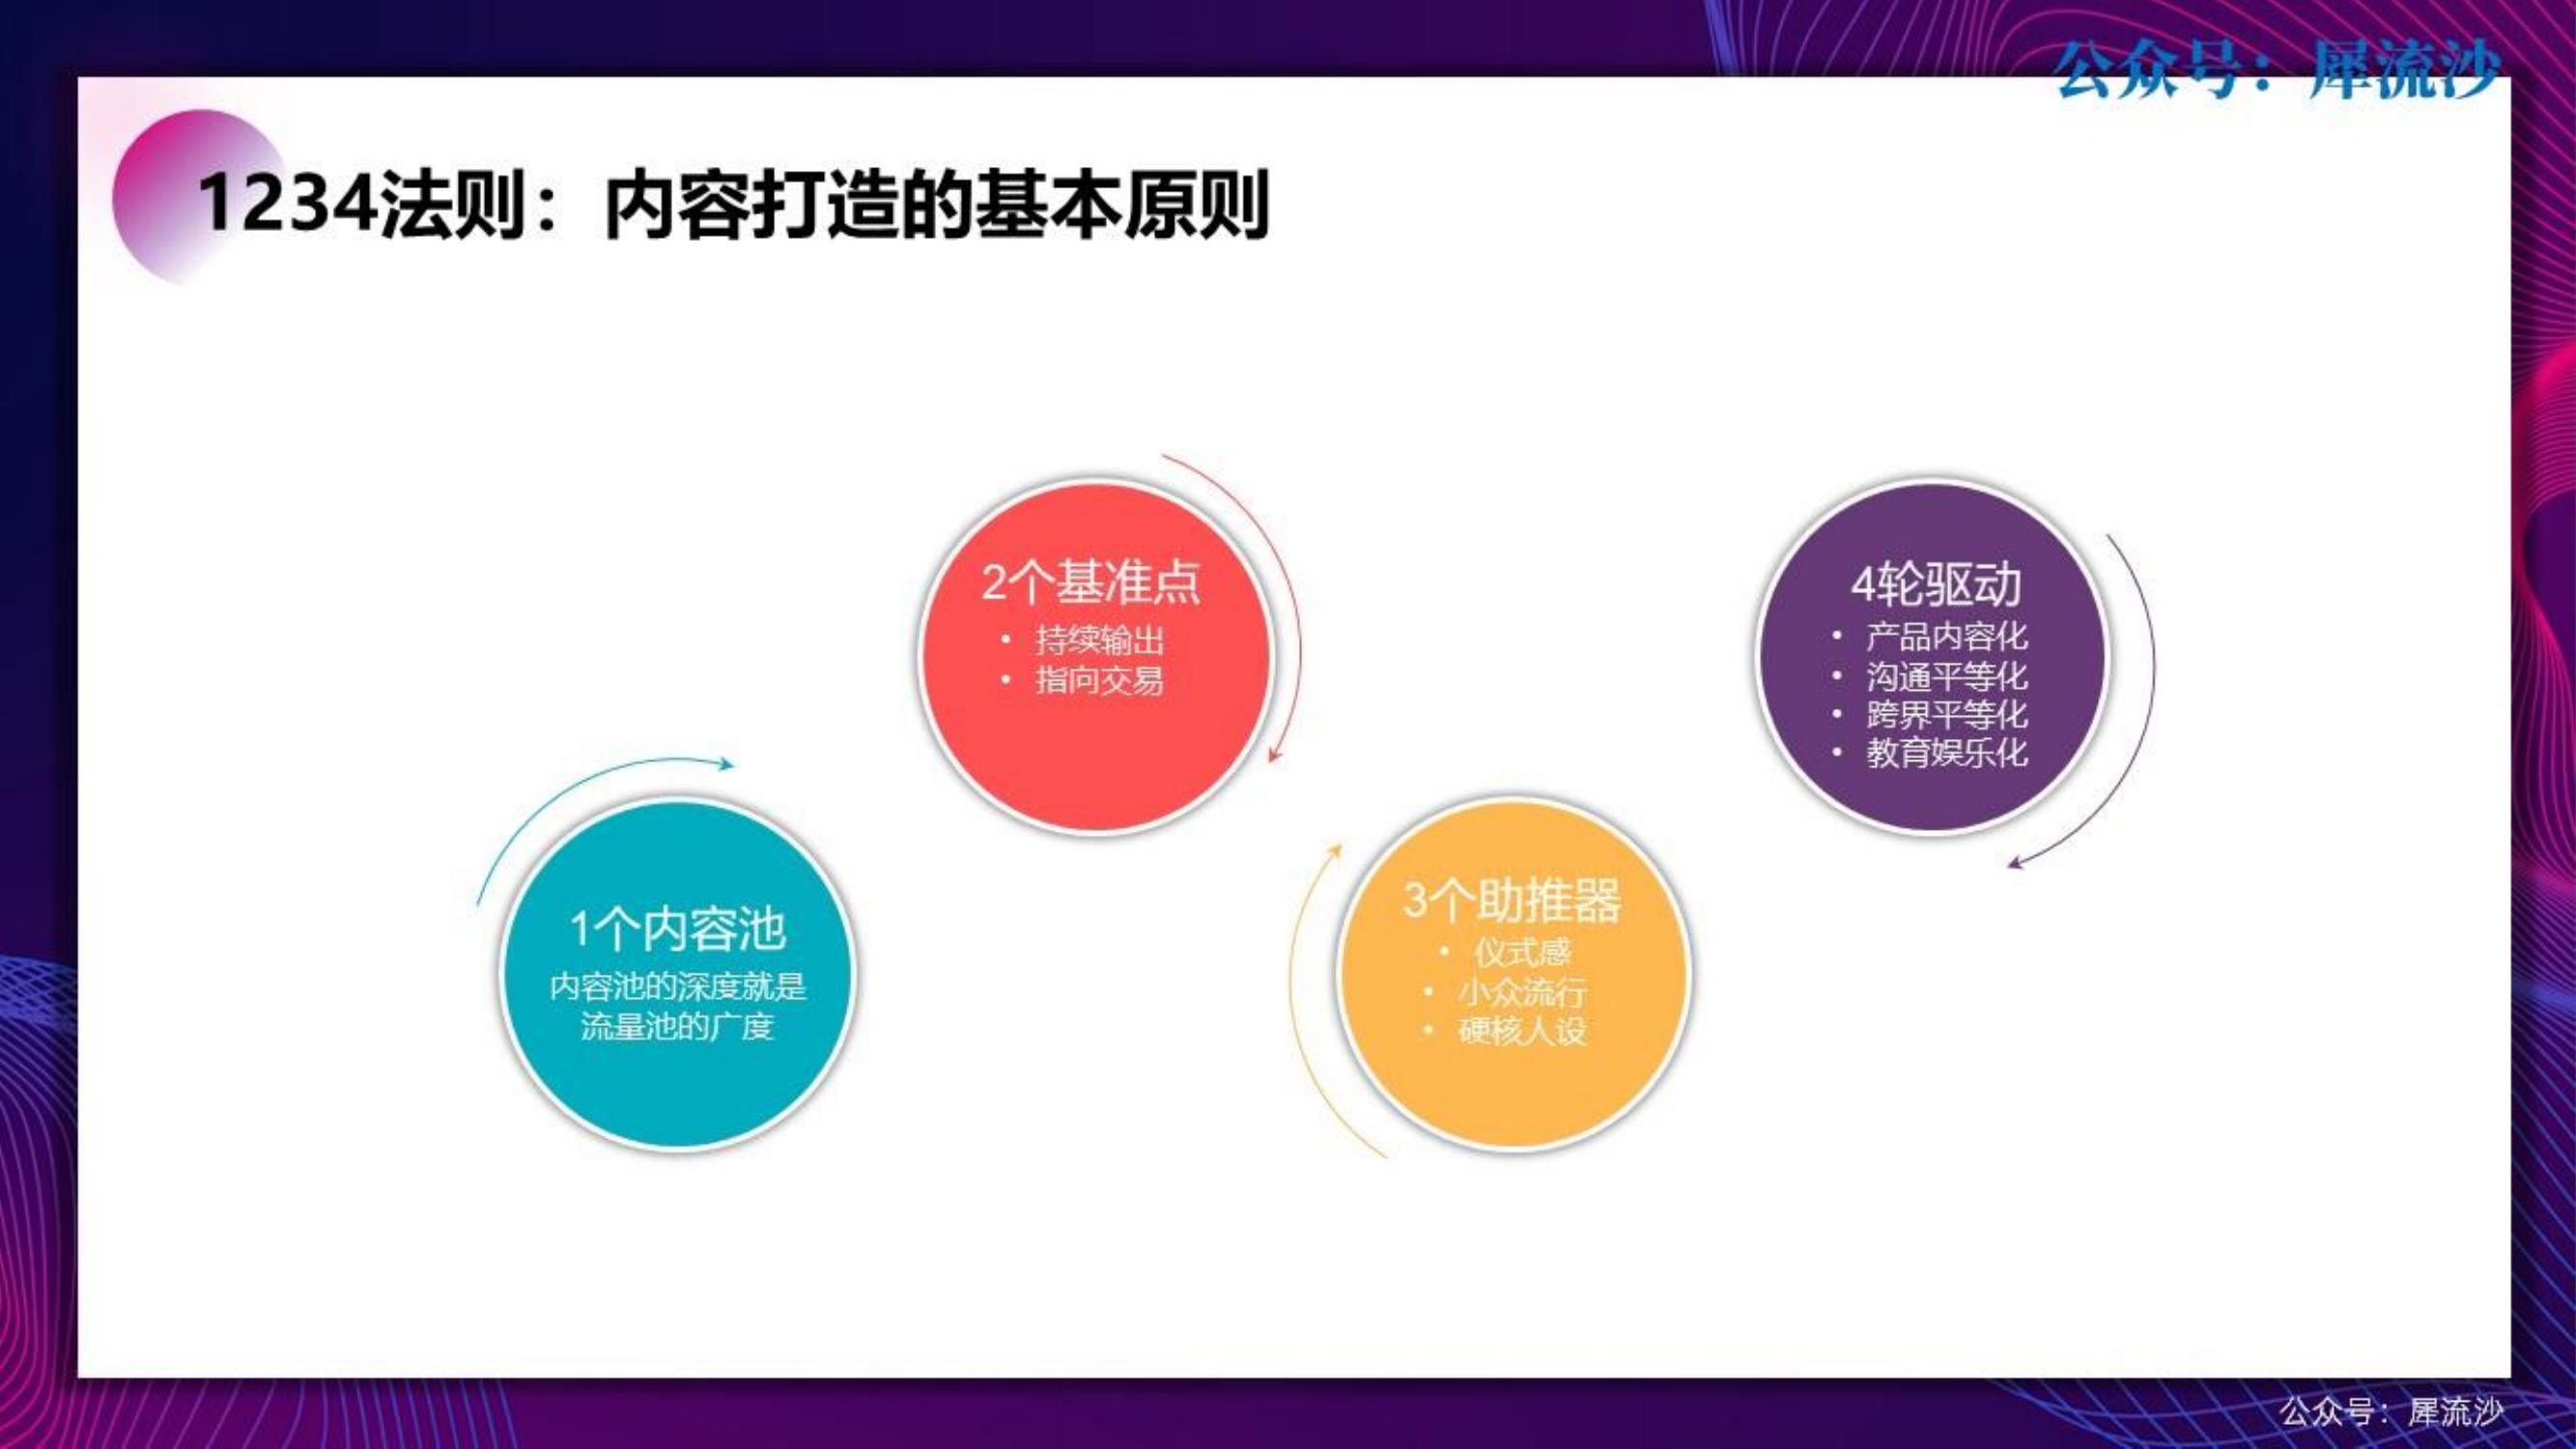 公众号：犀流沙
1234法则：内容打造的基本原则
2个基准点
• 持续输出
• 指向交易
4轮驱动
• 产品内容化
• 沟通平等化
• 跨界平等化
• 教育娱乐化
1个内容池
内容池的深度就是
流量池的广度
3个助推器
• 仪式感
• 小众流行
• 硬核人设
公众号：犀流沙